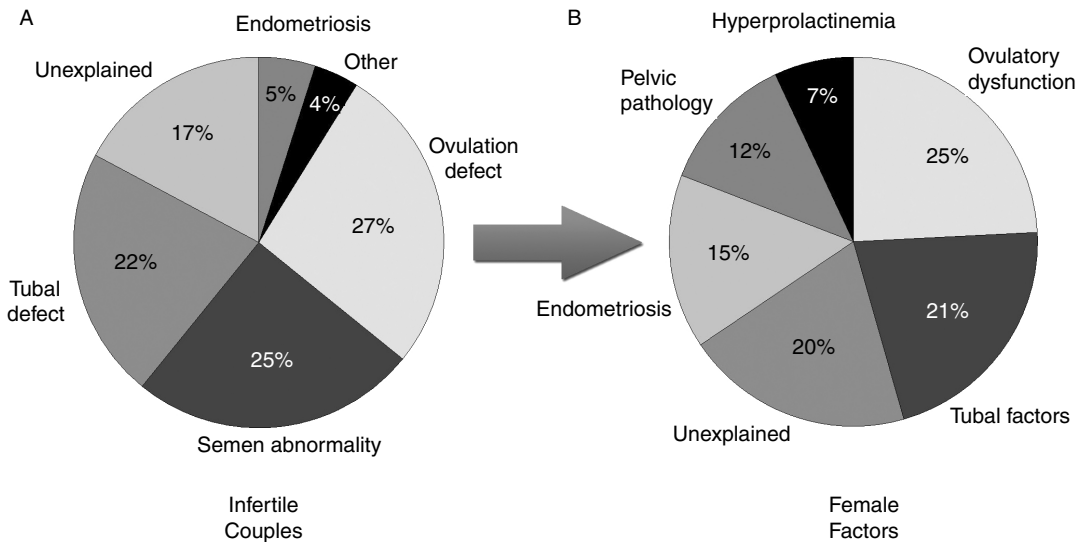 A
Endometriosis
Other
Unexplained
5%
4%
17%
Ovulation
defect
27%
22%
Tubal
defect
25%
Semen abnormality
Infertile
Couples
B
Hyperprolactinemia
Ovulatory
dysfunction
Pelvic
pathology
7%
12%
25%
15%
Endometriosis
21%
20%
Tubal factors
Unexplained
Female
Factors